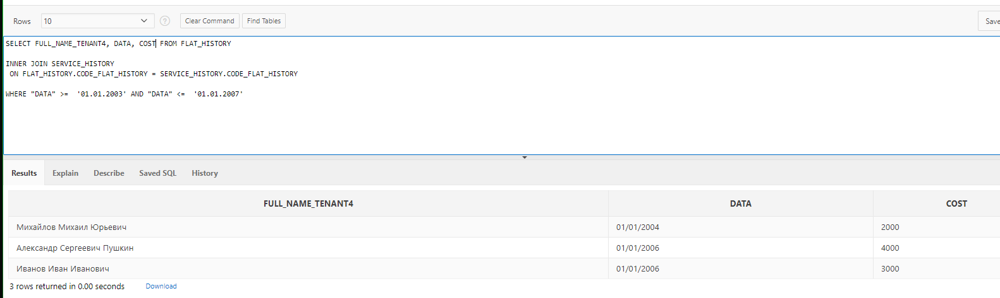 Rows 10 ? Clear Command Find Tables Save
SELECT FULL_NAME_TENANT4, DATA, COST FROM FLAT_HISTORY
INNER JOIN SERVICE_HISTORY
ON FLAT_HISTORY.CODE_FLAT_HISTORY = SERVICE_HISTORY.CODE_FLAT_HISTORY
WHERE "DATA" >=  '01.01.2003' AND "DATA" <=  '01.01.2007'
Results Explain Describe Saved SQL History
FULL_NAME_TENANT4 DATA COST
Михайлов Михаил Юрьевич 01/01/2004 2000
Александр Сергеевич Пушкин 01/01/2006 4000
Иванов Иван Иванович 01/01/2006 3000
3 rows returned in 0.00 seconds Download